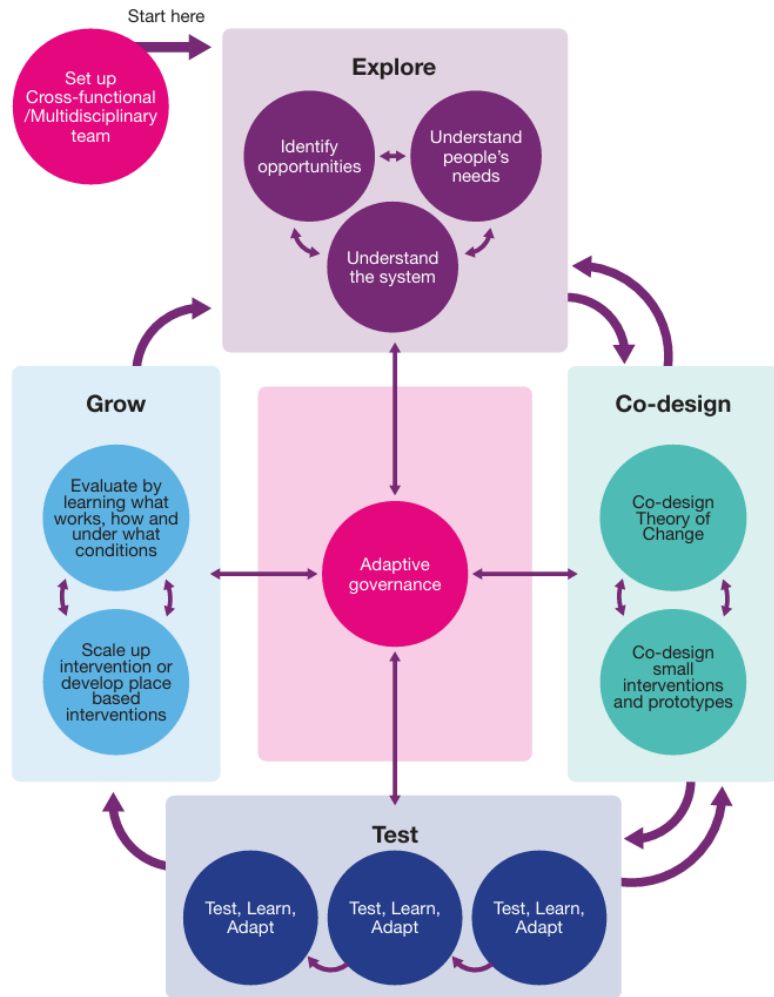 Start here
Set up
Cross-functional
/Multidisciplinary
team
Explore
Identify
opportunities
Understand
people's
needs
Understand
the system
Grow
Evaluate by
learning what
works, how and
under what
conditions
Scale up
intervention or
develop place
based
interventions
Adaptive
governance
Co-design
Co-design
Theory of
Change
Co-design
small
interventions
and prototypes
Test
Test, Learn,
Adapt
Test, Learn,
Adapt
Test, Learn,
Adapt